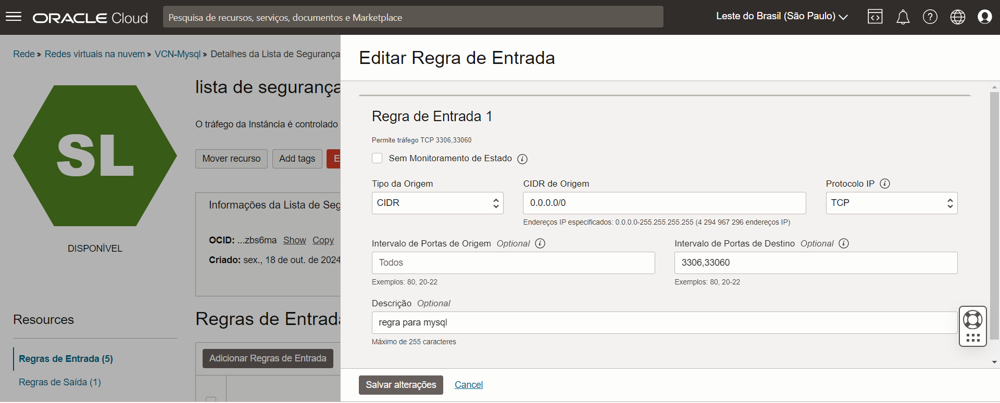 ORACLE Cloud
Pesquisa de recursos, serviços, documentos e Marketplace
Leste do Brasil (São Paulo)
Rede » Redes virtuais na nuvem » VCN-Mysql » Detalhes da Lista de Segurança
SL
DISPONÍVEL
lista de segurança
O tráfego da Instância é controlado
Mover recurso
Add tags
E
Informações da Lista de Seg
OCID: ...zbs6ma Show Copy
Criado: sex., 18 de out. de 2024
Resources
Regras de Entrada (5)
Regras de Saída (1)
Regras de Entrada
Adicionar Regras de Entrada
Editar Regra de Entrada
Regra de Entrada 1
Permite tráfego TCP 3306,33060
Sem Monitoramento de Estado
Tipo da Origem
CIDR
CIDR de Origem
0.0.0.0/0
Endereços IP especificados: 0.0.0.0-255.255.255.255 (4 294 967 296 endereços IP)
Protocolo IP
TCP
Intervalo de Portas de Origem Optional
Todos
Exemplos: 80, 20-22
Intervalo de Portas de Destino Optional
3306,33060
Exemplos: 80, 20-22
Descrição Optional
regra para mysql
Máximo de 255 caracteres
Salvar alterações
Cancel